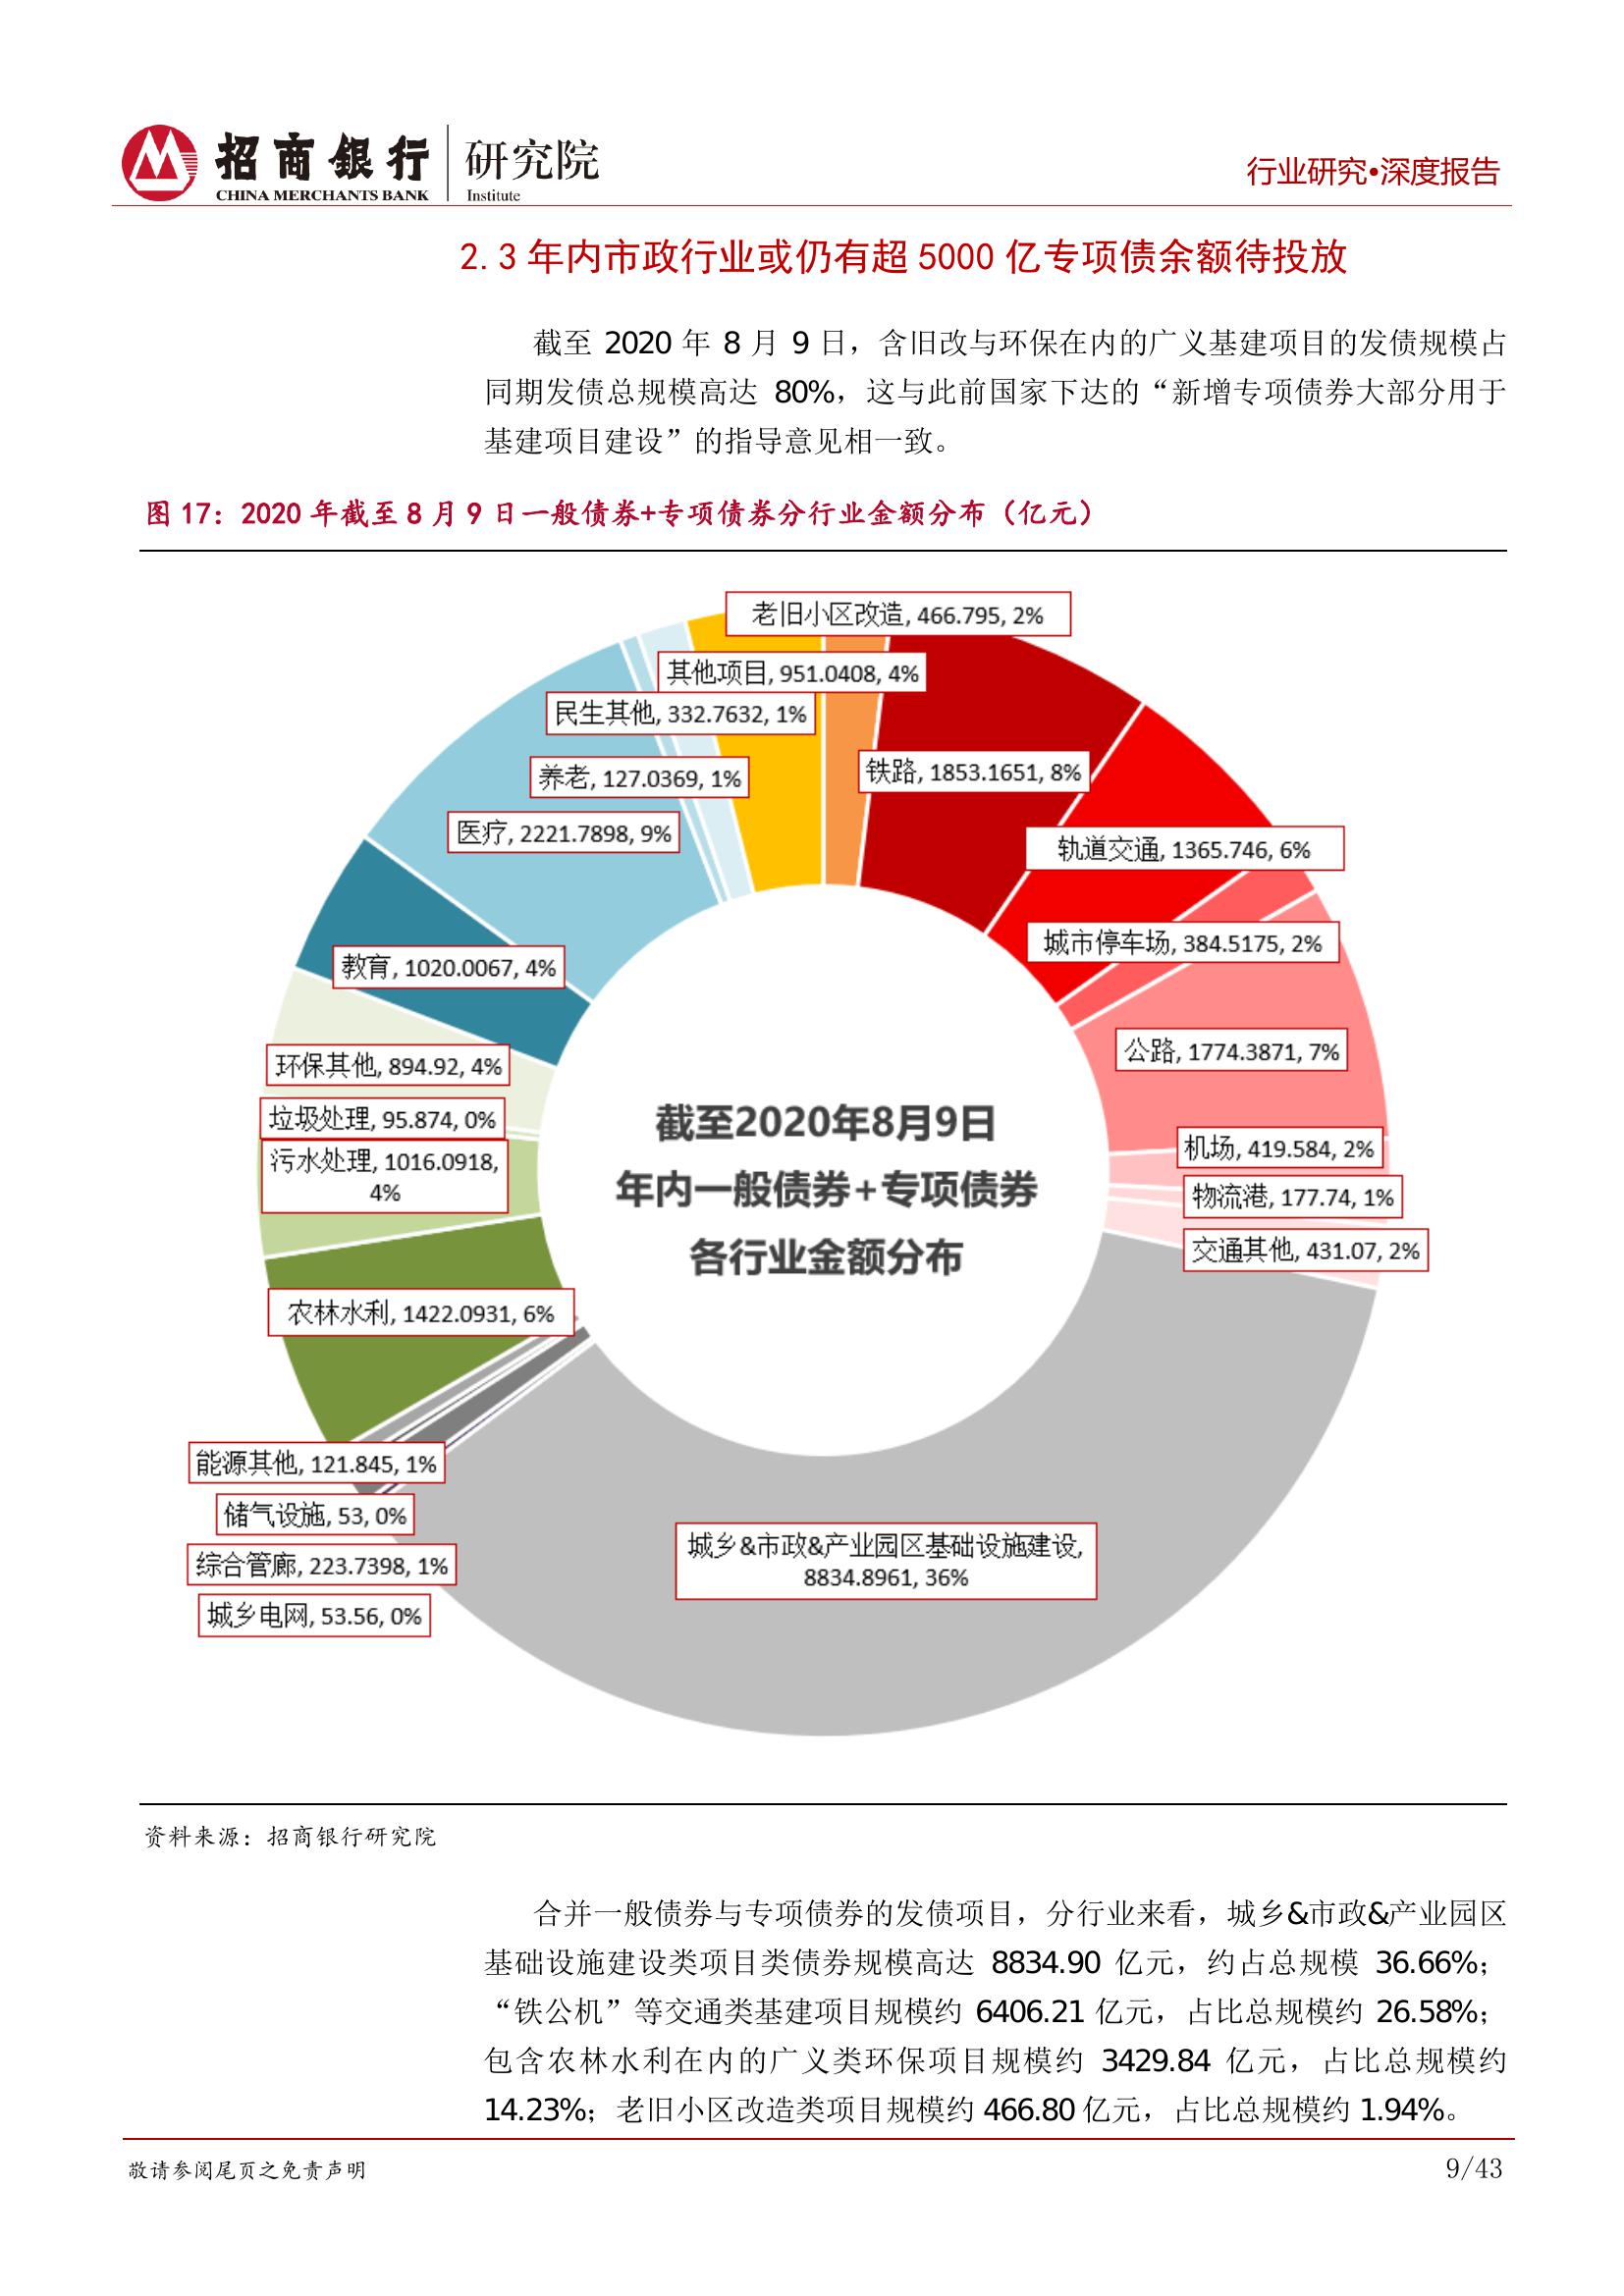 招商银行
CHINA MERCHANTS BANK
研究院
Institute
行业研究•深度报告
2.3 年内市政行业或仍有超 5000 亿专项债余额待投放
截至 2020 年 8 月 9 日，含旧改与环保在内的广义基建项目的发债规模占
同期发债总规模高达 80%，这与此前国家下达的“新增专项债券大部分用于
基建项目建设”的指导意见相一致。
图 17：2020 年截至 8 月 9 日一般债券+专项债券分行业金额分布（亿元）
老旧小区改造, 466.795, 2%
其他项目, 951.0408, 4%
民生其他, 332.7632, 1%
养老, 127.0369, 1%
铁路, 1853.1651, 8%
医疗, 2221.7898, 9%
轨道交通, 1365.746, 6%
城市停车场, 384.5175, 2%
教育, 1020.0067, 4%
公路, 1774.3871, 7%
环保其他, 894.92, 4%
垃圾处理, 95.874, 0%
污水处理, 1016.0918,
4%
机场, 419.584, 2%
物流港, 177.74, 1%
交通其他, 431.07, 2%
截至2020年8月9日
年内一般债券+专项债券
各行业金额分布
农林水利, 1422.0931, 6%
能源其他, 121.845, 1%
储气设施, 53, 0%
综合管廊, 223.7398, 1%
城乡电网, 53.56, 0%
城乡&市政&产业园区基础设施建设,
8834.8961, 36%
资料来源：招商银行研究院
合并一般债券与专项债券的发债项目，分行业来看，城乡&市政&产业园区
基础设施建设类项目类债券规模高达 8834.90 亿元，约占总规模 36.66%；
“铁公机”等交通类基建项目规模约 6406.21 亿元，占比总规模约 26.58%；
包含农林水利在内的广义类环保项目规模约 3429.84 亿元，占比总规模约
14.23%；老旧小区改造类项目规模约 466.80 亿元，占比总规模约 1.94%。
敬请参阅尾页之免责声明
9/43